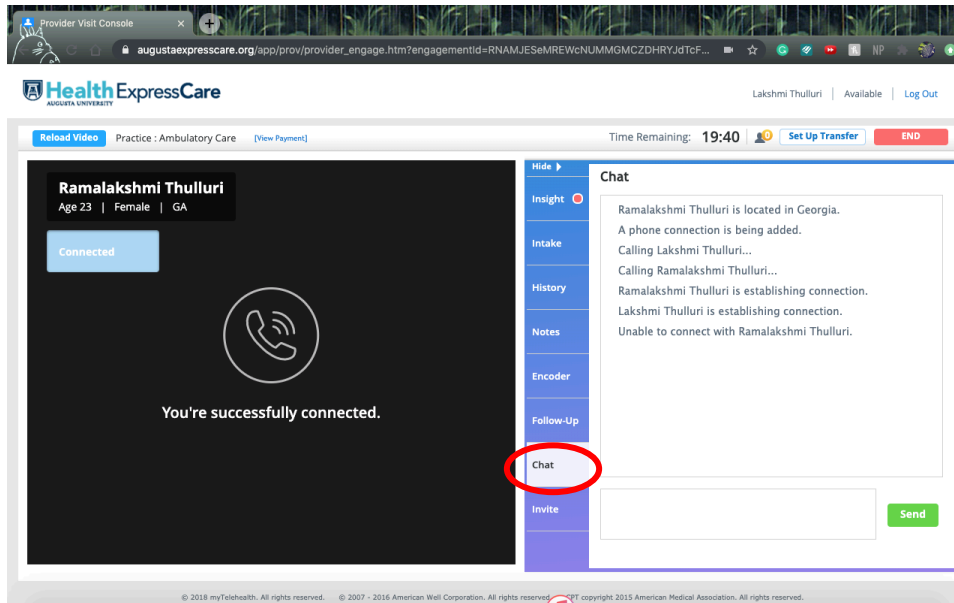 Provider Visit Console
augustaexpresscare.org/app/prov/provider_engage.htm?engagementId=RNAMJESeMREWcNUMMGMCZDHRYJdTcF...
NP
Health ExpressCare
AUGUSTA UNIVERSITY
Lakshmi Thulluri | Available | Log Out
Reload Video Practice : Ambulatory Care [View Payment] Time Remaining: 19:40 0 Set Up Transfer END
Ramalakshmi Thulluri
Age 23 | Female | GA
Connected
You're successfully connected.
Hide
Insight
Intake
History
Notes
Encoder
Follow-Up
Chat
Invite
Chat
Ramalakshmi Thulluri is located in Georgia.
A phone connection is being added.
Calling Lakshmi Thulluri...
Calling Ramalakshmi Thulluri...
Ramalakshmi Thulluri is establishing connection.
Lakshmi Thulluri is establishing connection.
Unable to connect with Ramalakshmi Thulluri.
Send
© 2018 myTelehealth. All rights reserved. © 2007 - 2016 American Well Corporation. All rights reserved. CPT copyright 2015 American Medical Association. All rights reserved.